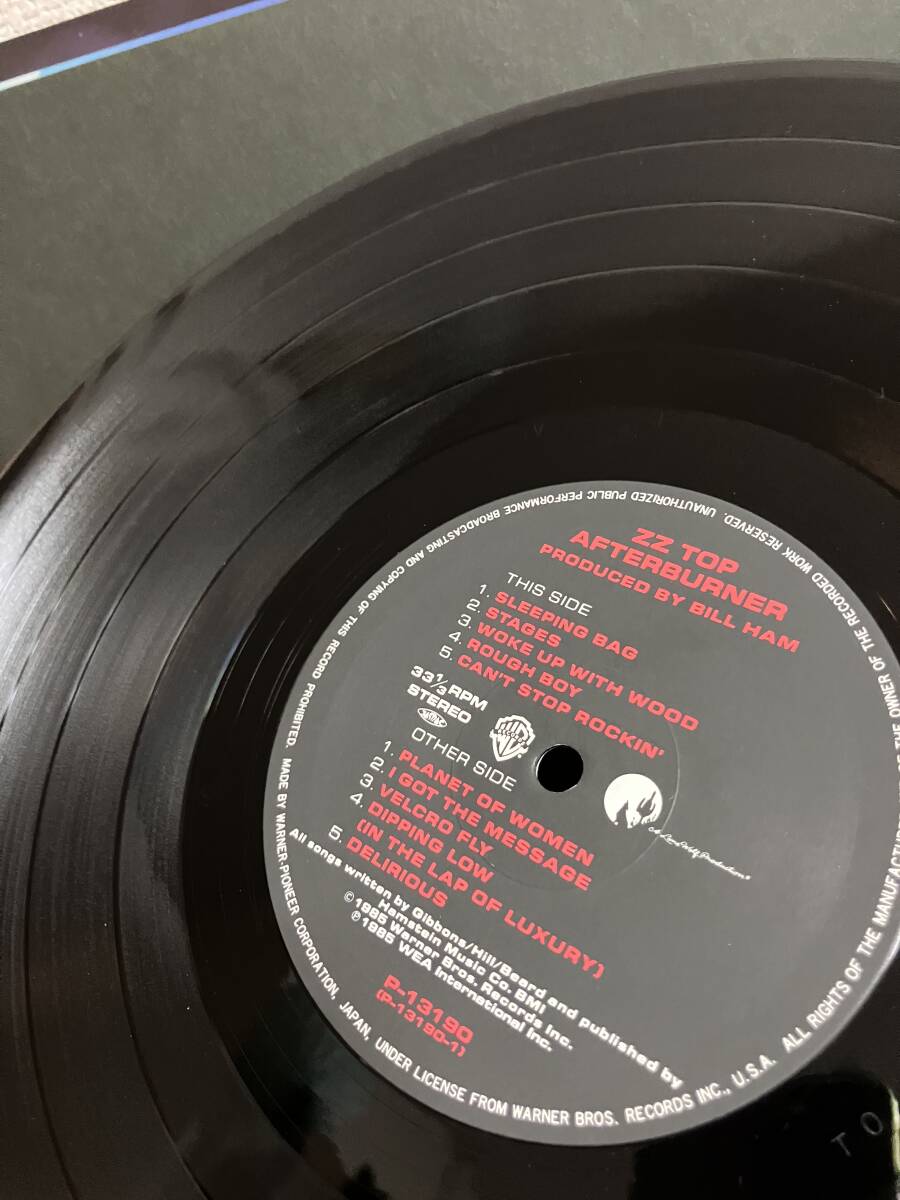 ZZ TOP
AFTERBURNER
PRODUCED BY BILL HAM
THIS SIDE
1. SLEEPING BAG
2. STAGES
3. WOKE UP WITH WOOD
4. ROUGH BOY
5. CAN'T STOP ROCKIN'
33 1/3 RPM
STEREO
OTHER SIDE
1. PLANET OF WOMEN
2. I GOT THE MESSAGE
3. VELCRO FLY
4. DIPPING LOW
(IN THE LAP OF LUXURY)
5. DELIRIOUS
All songs written by Gibbons/Hill/Beard and published by
Hamstein Music Co. BMI
©1985 Warner Bros. Records Inc.
℗1985 WEA International Inc.
P-13190
(P-13190-1)
MADE BY WARNER-PIONEER CORPORATION, JAPAN, UNDER LICENSE FROM WARNER BROS. RECORDS INC., U.S.A. ALL RIGHTS OF THE MANUFACTURER THE OWNER OF THE RECORDED WORK RESERVED. UNAUTHORIZED PUBLIC PERFORMANCE BROADCASTING AND COPYING OF THIS RECORD PROHIBITED.
T O